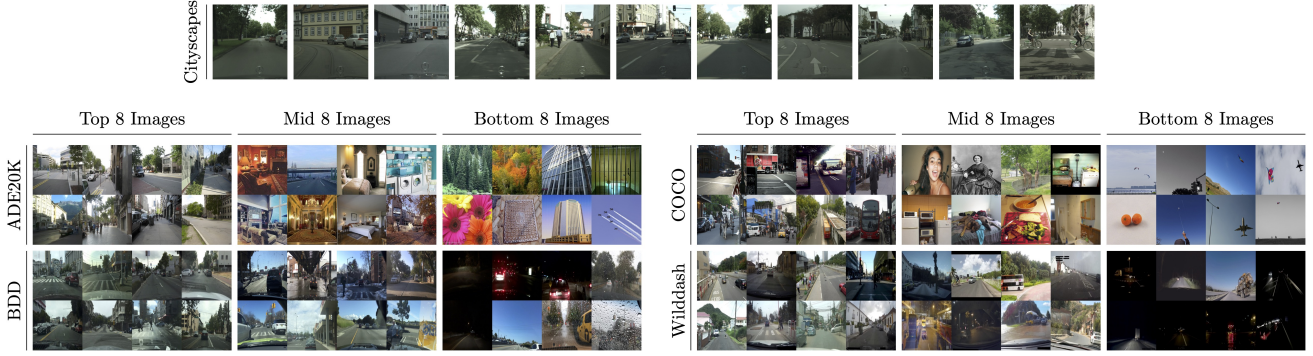 Cityscapes
Top 8 Images
Mid 8 Images
Bottom 8 Images
Top 8 Images
Mid 8 Images
Bottom 8 Images
ADE20K
COCO
BDD
Wilddash